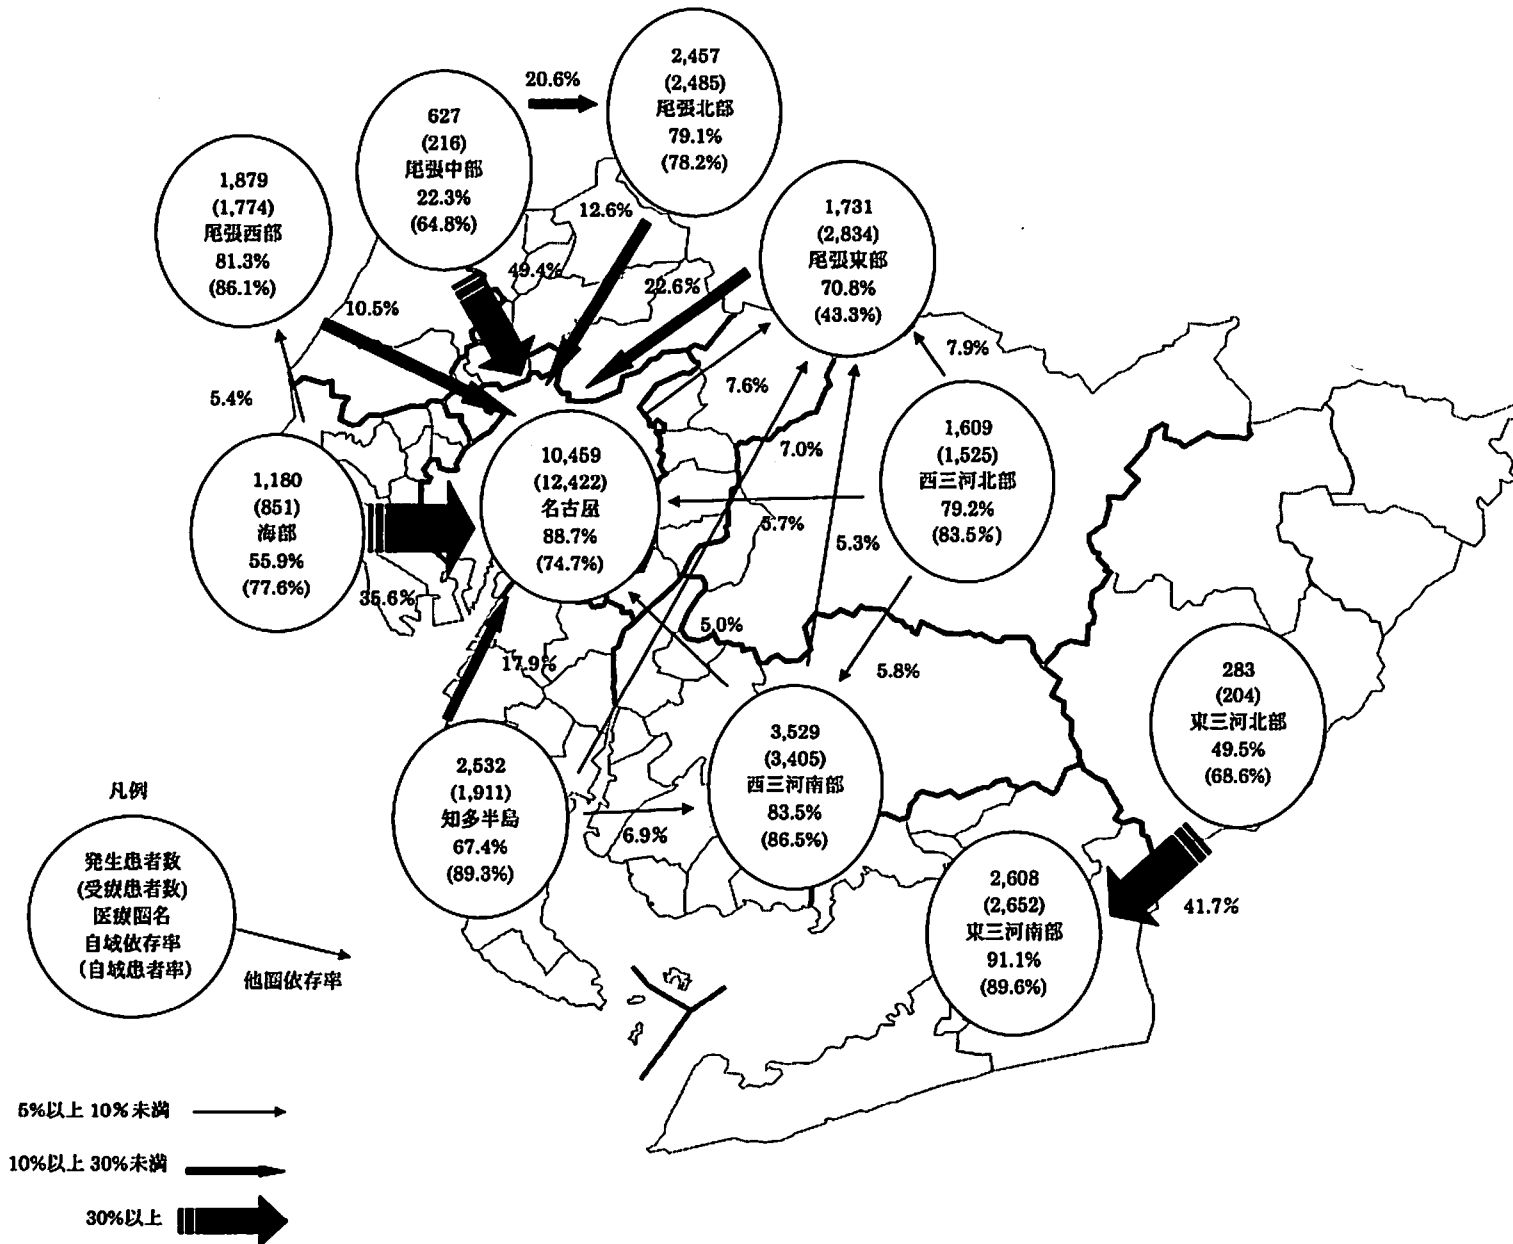 2,457
(2,485)
尾張北部
79.1%
(78.2%)
20.6%
627
(216)
尾張中部
22.3%
(64.8%)
1,879
(1,774)
尾張西部
81.3%
(86.1%)
1,731
(2,834)
尾張東部
70.8%
(43.3%)
12.6%
49.4%
22.6%
10.5%
7.9%
5.4%
7.6%
7.0%
1,609
(1,525)
西三河北部
79.2%
(83.5%)
10,459
(12,422)
名古屋
88.7%
(74.7%)
1,180
(851)
海部
55.9%
(77.6%)
5.7%
5.3%
35.6%
5.0%
17.9%
5.8%
283
(204)
東三河北部
49.5%
(68.6%)
3,529
(3,405)
西三河南部
83.5%
(86.5%)
2,532
(1,911)
知多半島
67.4%
(89.3%)
6.9%
2,608
(2,652)
東三河南部
91.1%
(89.6%)
41.7%
凡例
発生患者数
(受療患者数)
医療圏名
自域依存率
(自域患者率)
他圏依存率
5%以上 10%未満
10%以上 30%未満
30%以上